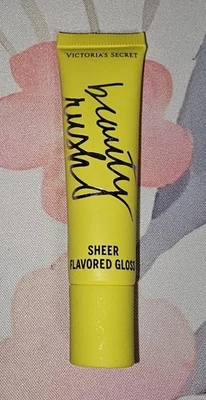 VICTORIA'S SECRET
beauty
rush
SHEER
FLAVORED GLOSS